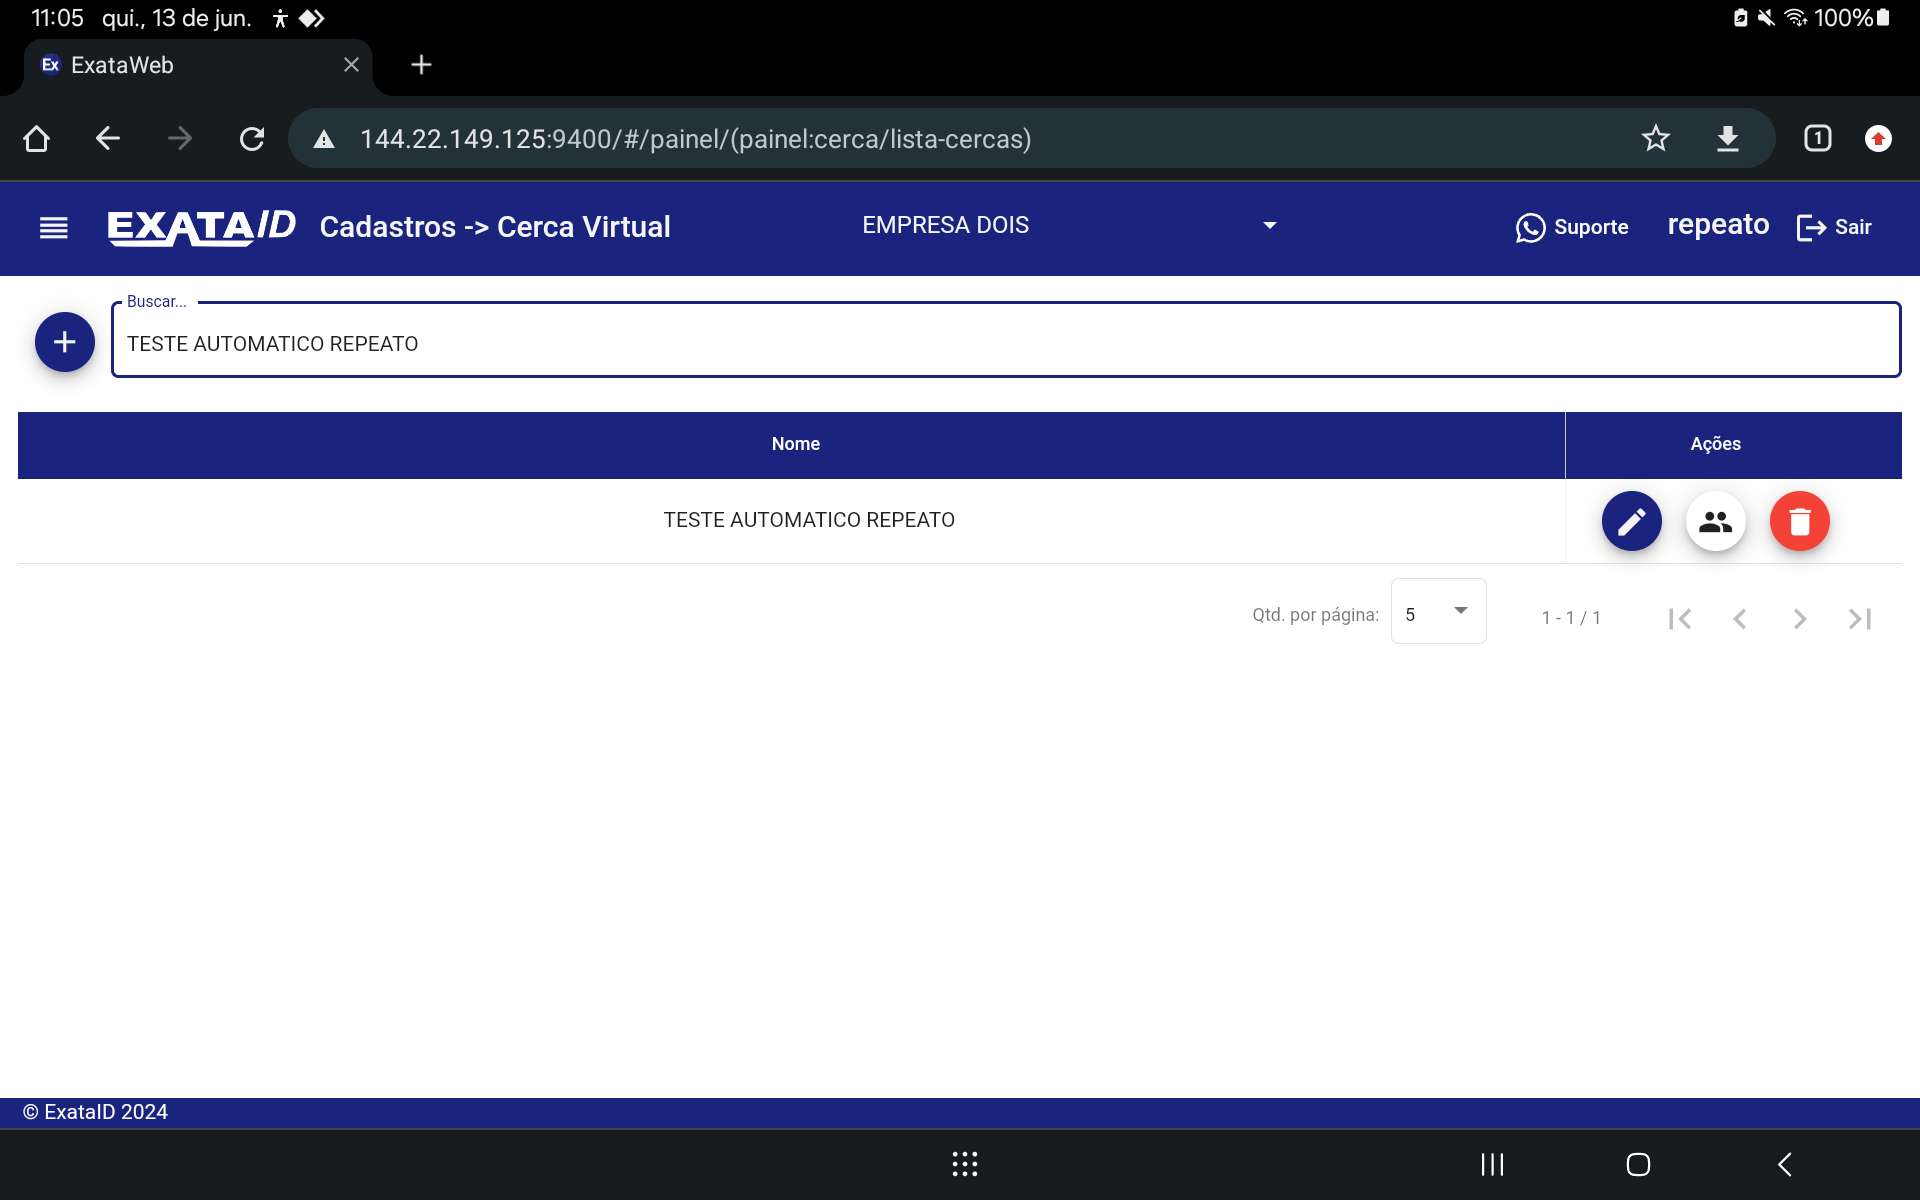 11:05 qui., 13 de jun. 100%
Ex ExataWeb
144.22.149.125:9400/#/painel/(painel:cerca/lista-cercas) 1
EXATAID Cadastros -> Cerca Virtual EMPRESA DOIS Suporte repeato Sair
Buscar...
TESTE AUTOMATICO REPEATO
Nome Ações
TESTE AUTOMATICO REPEATO
Qtd. por página: 5 1 - 1 / 1
© ExataID 2024